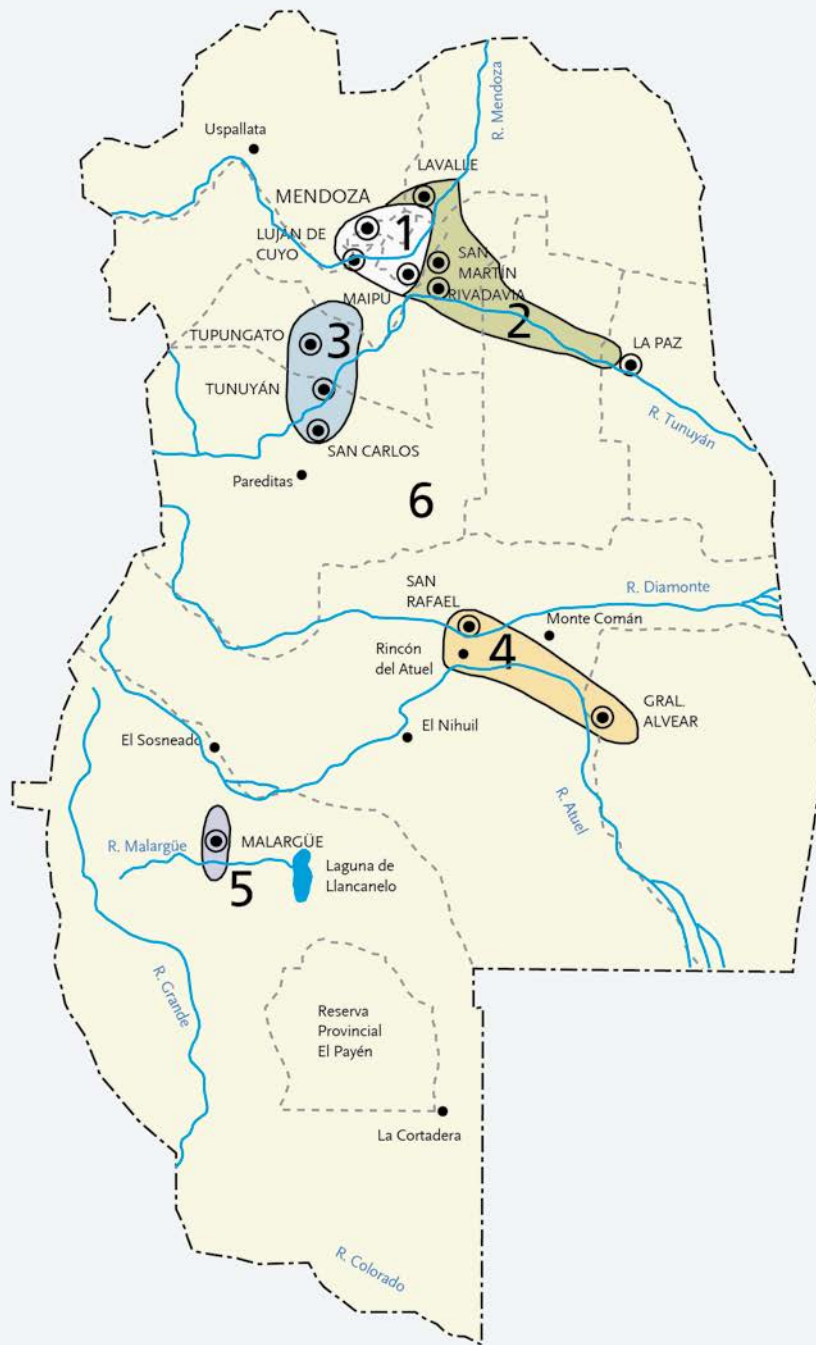 R. Mendoza
Uspallata
LAVALLE
MENDOZA
1
LUJÁN DE
CUYO
SAN
MARTÍN
MAIPÚ
RIVADAVIA
2
TUPUNGATO
3
LA PAZ
TUNUYÁN
R. Tunuyán
SAN CARLOS
Pareditas
6
SAN
RAFAEL
R. Diamonte
Monte Comán
Rincón
del Atuel
4
GRAL.
ALVEAR
El Sosneado
El Nihuil
R. Atuel
MALARGÜE
R. Malargüe
5
Laguna de
Llancanelo
R. Grande
Reserva
Provincial
El Payén
La Cortadera
R. Colorado